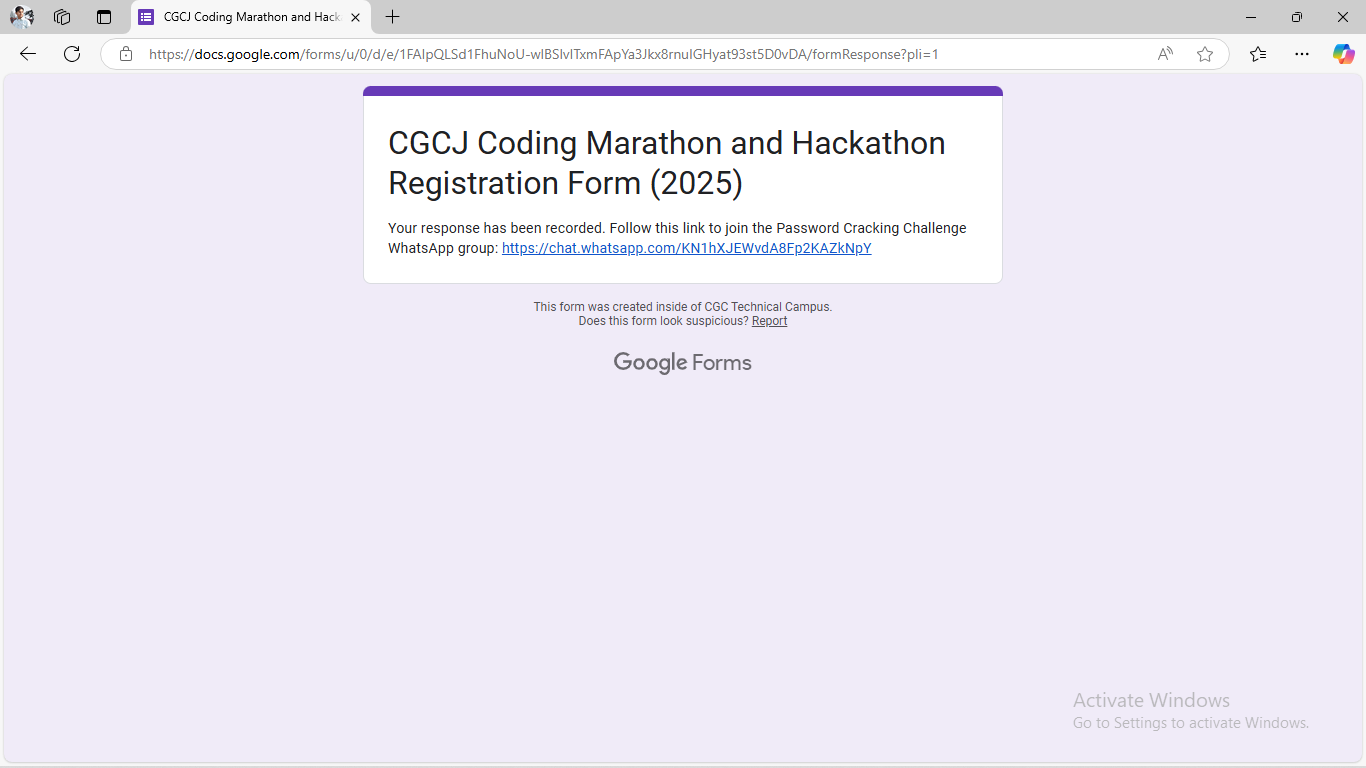 CGCJ Coding Marathon and Hack
https://docs.google.com/forms/u/0/d/e/1FAIpQLSd1FhuNoU-wIBSIvITxmFApYa3Jkx8rnuIGHyat93st5D0vDA/formResponse?pli=1
CGCJ Coding Marathon and Hackathon
Registration Form (2025)
Your response has been recorded. Follow this link to join the Password Cracking Challenge
WhatsApp group: https://chat.whatsapp.com/KN1hXJEWvdA8Fp2KAZkNpY
This form was created inside of CGC Technical Campus.
Does this form look suspicious? Report
Google Forms
Activate Windows
Go to Settings to activate Windows.